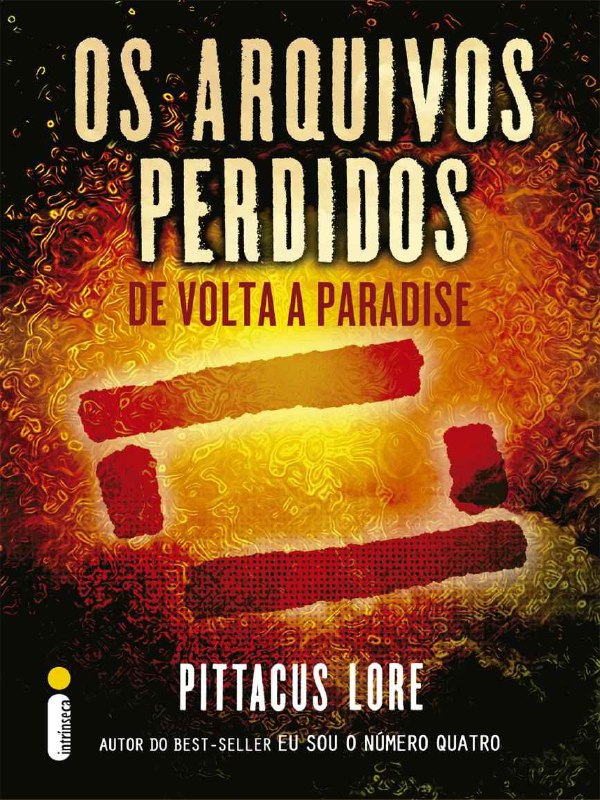 OS ARQUIVOS
PERDIDOS
DE VOLTA A PARADISE
PITTACUS LORE
intrínseca
AUTOR DO BEST-SELLER EU SOU O NÚMERO QUATRO